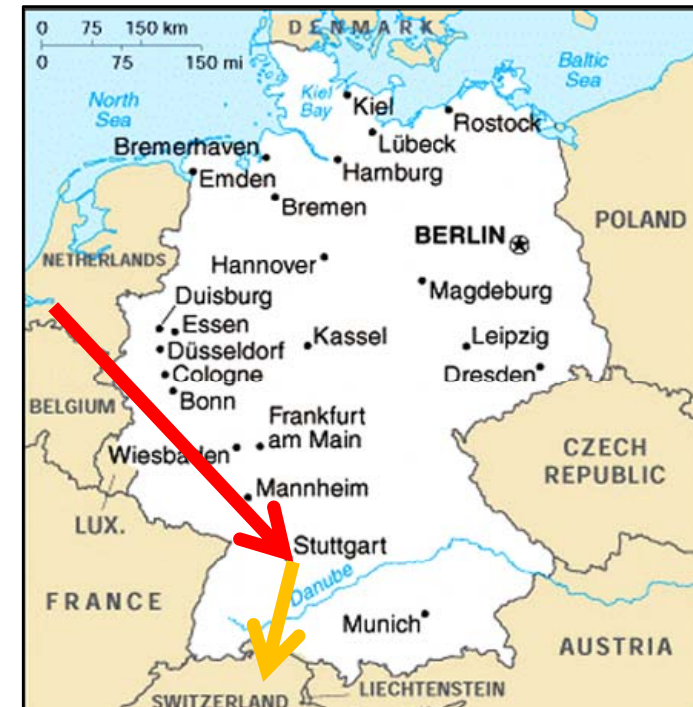 DENMARK
0 75 150 km
0 75 150 mi
Baltic
Sea
North
Sea
Kiel
Bay
Kiel
Rostock
Lübeck
Bremerhaven
Hamburg
Emden
Bremen
POLAND
BERLIN
NETHERLANDS
Hannover
Magdeburg
Duisburg
Essen
Kassel
Leipzig
Düsseldorf
Cologne
Dresden
BELGIUM
Bonn
Frankfurt
am Main
Wiesbaden
CZECH
REPUBLIC
Mannheim
LUX.
Stuttgart
Danube
FRANCE
Munich
AUSTRIA
SWITZERLAND
LIECHTENSTEIN